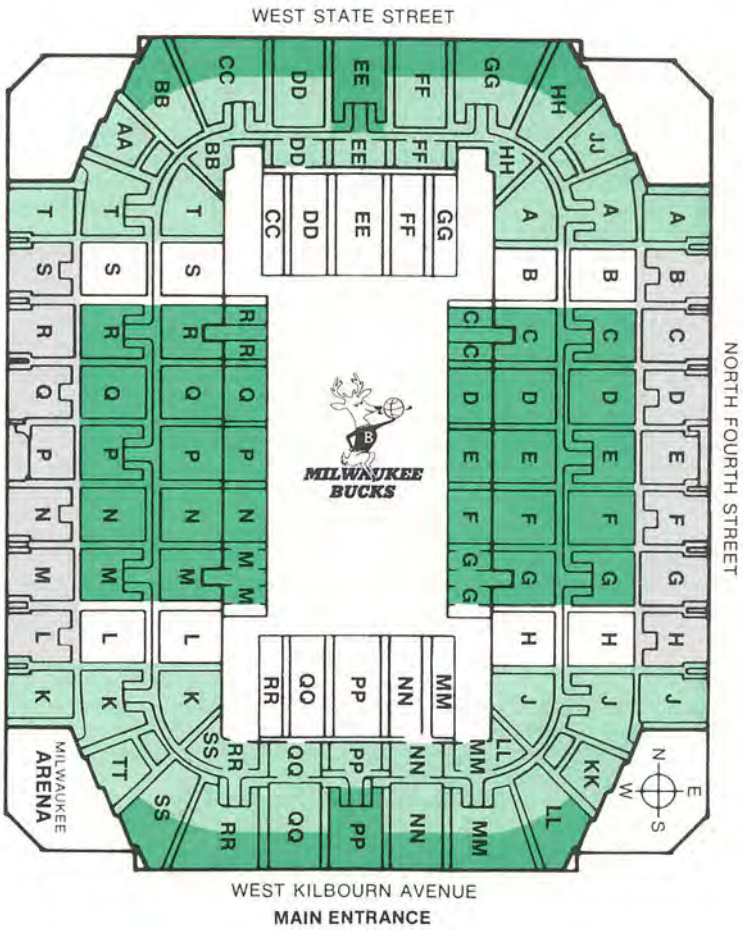 WEST STATE STREET
BB CC DD EE FF GG HH
AA JJ
BB DD EE FF HH
T T T A A A
CC DD EE FF GG
S S S B B B
R R R R R C C C C C
Q Q Q Q D D D D
P P P P E E E E
B
MILWAUKEE
BUCKS
N N N N F F F F
M M M M M G G G G G
L L L H H H
RR QQ PP NN MM
K K K J J J
SS RR QQ PP NN MM LL
TT KK
SS RR QQ PP NN MM LL
NORTH FOURTH STREET
MILWAUKEE
ARENA
N
E
W
S
WEST KILBOURN AVENUE
MAIN ENTRANCE